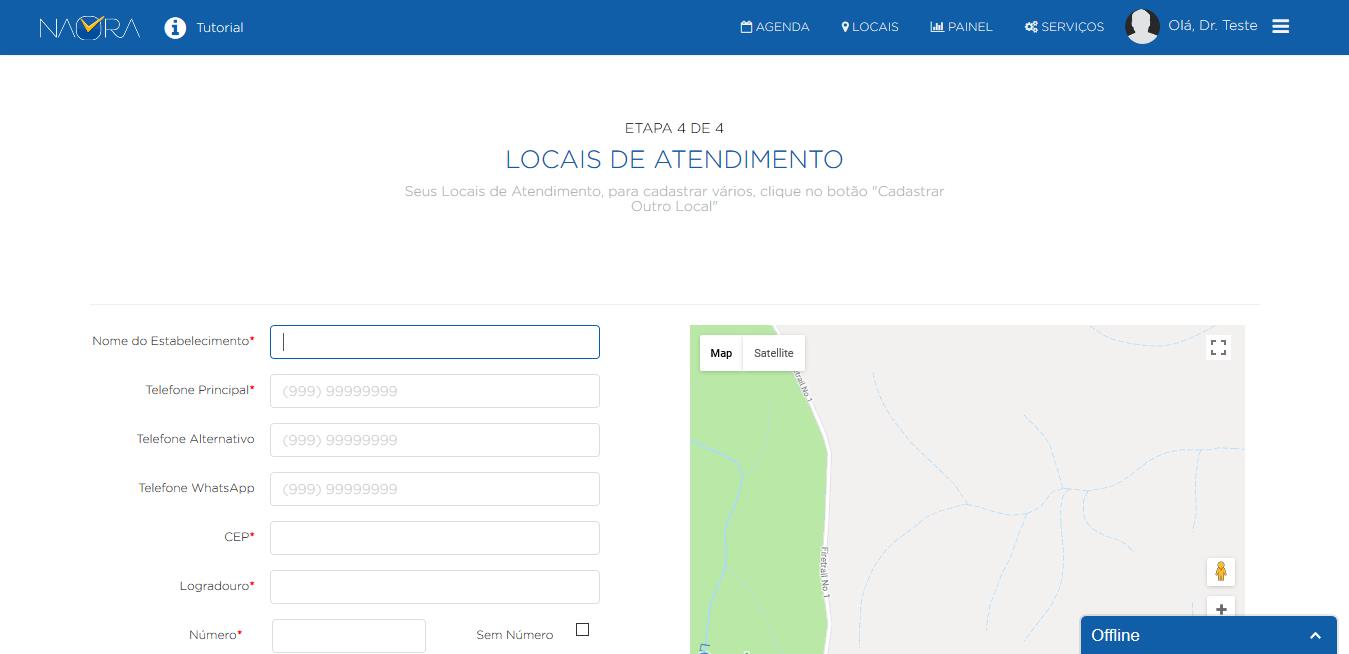 NAORA
Tutorial
AGENDA
LOCAIS
PAINEL
SERVIÇOS
Olá, Dr. Teste
ETAPA 4 DE 4
LOCAIS DE ATENDIMENTO
Seus Locais de Atendimento, para cadastrar vários, clique no botão "Cadastrar
Outro Local"
Nome do Estabelecimento*
Telefone Principal*
(999) 99999999
Telefone Alternativo
(999) 99999999
Telefone WhatsApp
(999) 99999999
CEP*
Logradouro*
Número*
Sem Número
Map
Satellite
trail No 1
Firetrail No 1
Offline